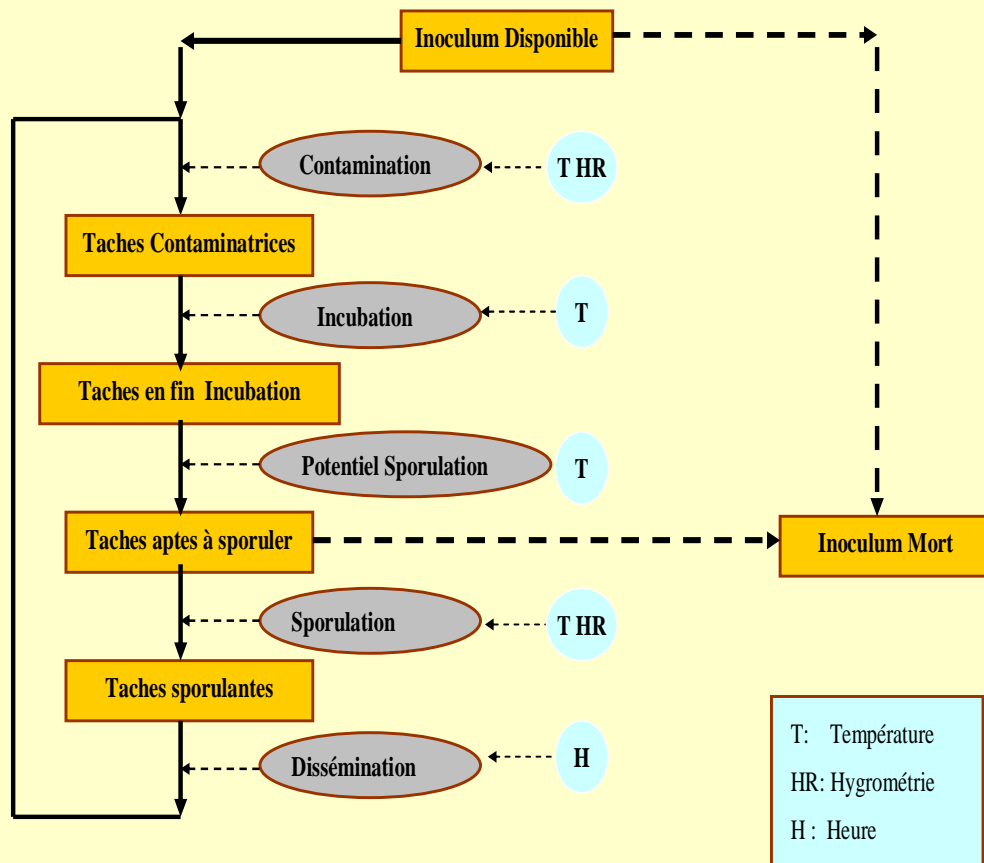 Inoculum Disponible
Contamination
T HR
Taches Contaminatrices
Incubation
T
Taches en fin Incubation
Potentiel Sporulation
T
Taches aptes à sporuler
Inoculum Mort
Sporulation
T HR
Taches sporulantes
Dissémination
H
T: Température
HR: Hygrométrie
H : Heure